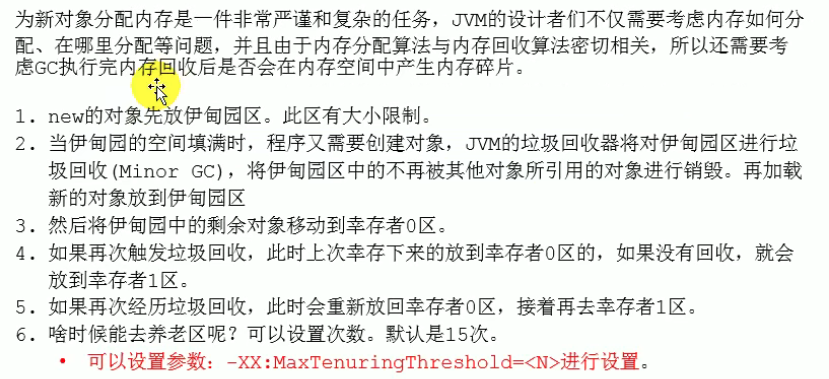 为新对象分配内存是一件非常严谨和复杂的任务，JVM的设计者们不仅需要考虑内存如何分
配、在哪里分配等问题，并且由于内存分配算法与内存回收算法密切相关，所以还需要考
虑GC执行完内存回收后是否会在内存空间中产生内存碎片。
1. new的对象先放伊甸园区。此区有大小限制。
2. 当伊甸园的空间填满时，程序又需要创建对象，JVM的垃圾回收器将对伊甸园区进行垃
圾回收(Minor GC)，将伊甸园区中的不再被其他对象所引用的对象进行销毁。再加载
新的对象放到伊甸园区
3. 然后将伊甸园中的剩余对象移动到幸存者0区。
4. 如果再次触发垃圾回收，此时上次幸存下来的放到幸存者0区的，如果没有回收，就会
放到幸存者1区。
5. 如果再次经历垃圾回收，此时会重新放回幸存者0区，接着再去幸存者1区。
6. 啥时候能去养老区呢？可以设置次数。默认是15次。
• 可以设置参数：-XX:MaxTenuringThreshold=<N>进行设置。